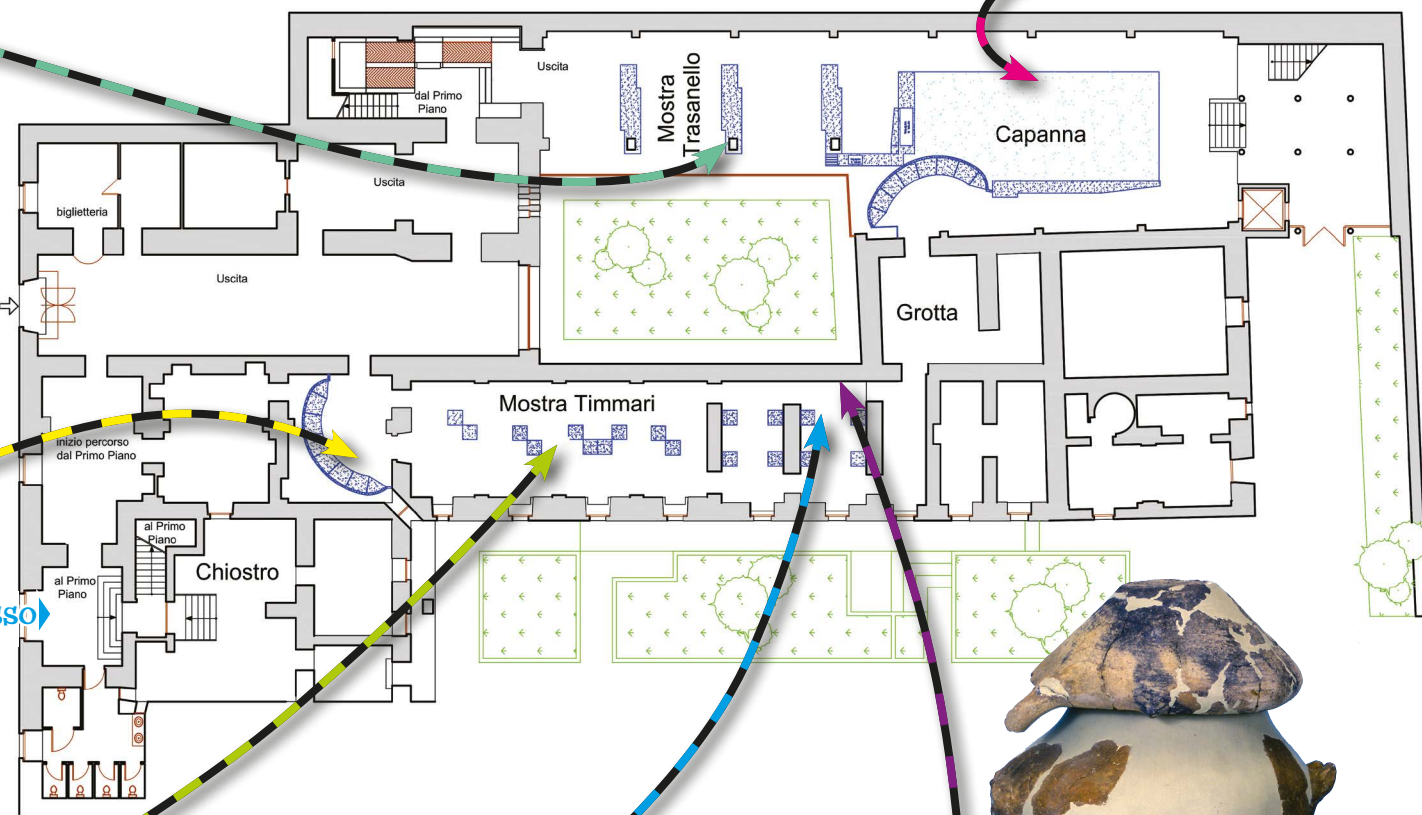 Uscita
dal Primo
Piano
Mostra
Trasanello
Capanna
Uscita
biglietteria
Uscita
Grotta
Mostra Timmari
inizio percorso
dal Primo Piano
al Primo
Piano
Chiostro
al Primo
Piano
sso